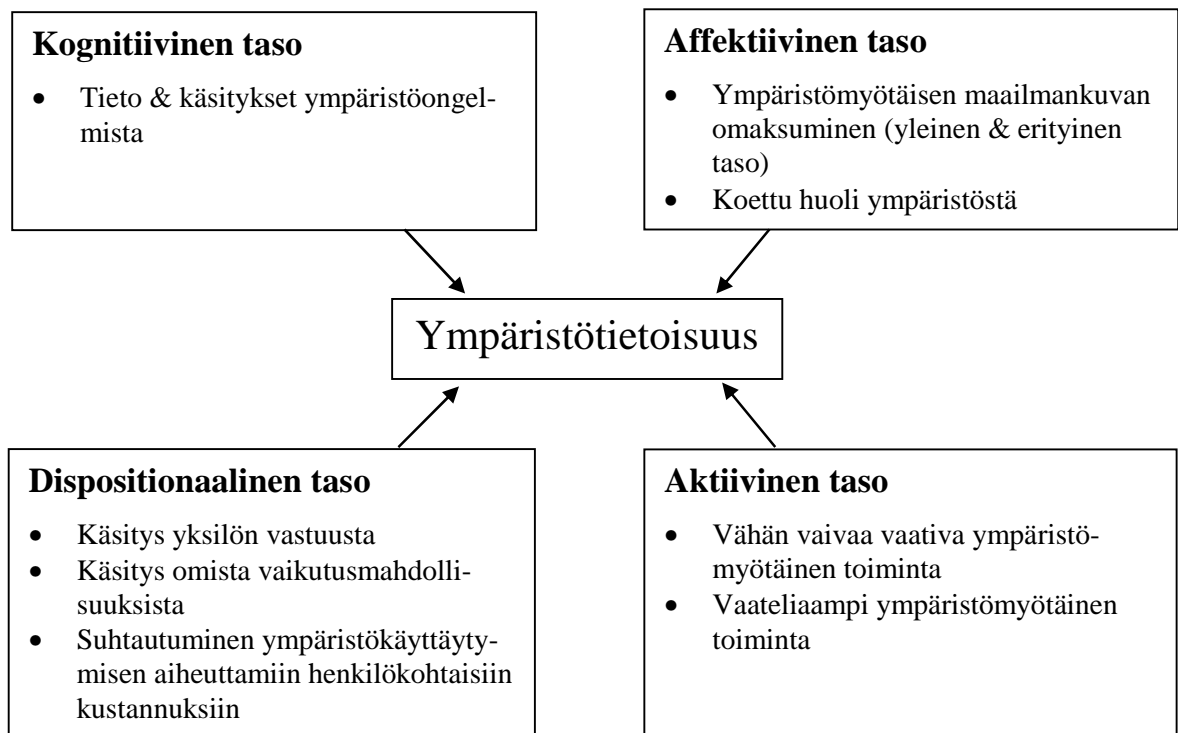 Kognitiivinen taso
• Tieto & käsitykset ympäristöongel-
mista
Affektiivinen taso
• Ympäristömyötäisen maailmankuvan
omaksuminen (yleinen & erityinen
taso)
• Koettu huoli ympäristöstä
Ympäristötietoisuus
Dispositionaalinen taso
• Käsitys yksilön vastuusta
• Käsitys omista vaikutusmahdolli-
suuksista
• Suhtautuminen ympäristökäyttäyty-
misen aiheuttamiin henkilökohtaisiin
kustannuksiin
Aktiivinen taso
• Vähän vaivaa vaativa ympäristö-
myötäinen toiminta
• Vaateliaampi ympäristömyötäinen
toiminta